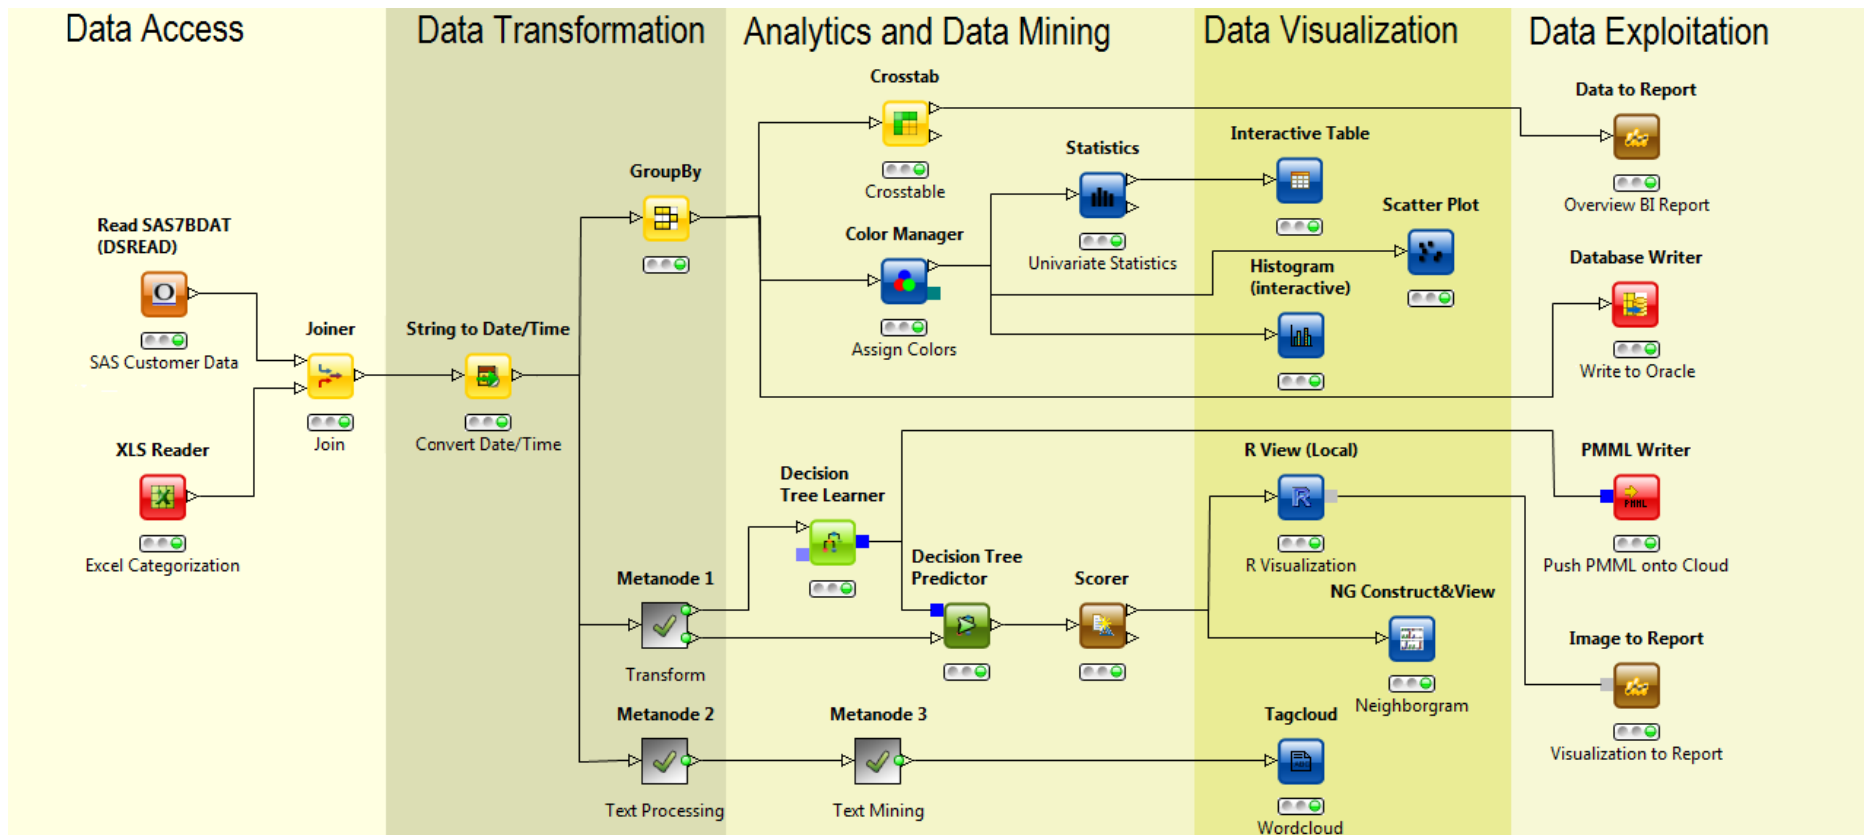 Data Access
Data Transformation
Analytics and Data Mining
Data Visualization
Data Exploitation
Read SAS7BDAT
(DSREAD)
SAS Customer Data
XLS Reader
Excel Categorization
Joiner
Join
String to Date/Time
Convert Date/Time
GroupBy
Metanode 1
Transform
Metanode 2
Text Processing
Crosstab
Crosstable
Color Manager
Assign Colors
Statistics
Univariate Statistics
Decision
Tree Learner
Decision Tree
Predictor
Scorer
Metanode 3
Text Mining
Interactive Table
Scatter Plot
Histogram
(interactive)
R View (Local)
R
R Visualization
NG Construct&View
Neighborgram
Tagcloud
Wordcloud
Data to Report
Overview BI Report
Database Writer
Write to Oracle
PMML Writer
PMML
Push PMML onto Cloud
Image to Report
Visualization to Report